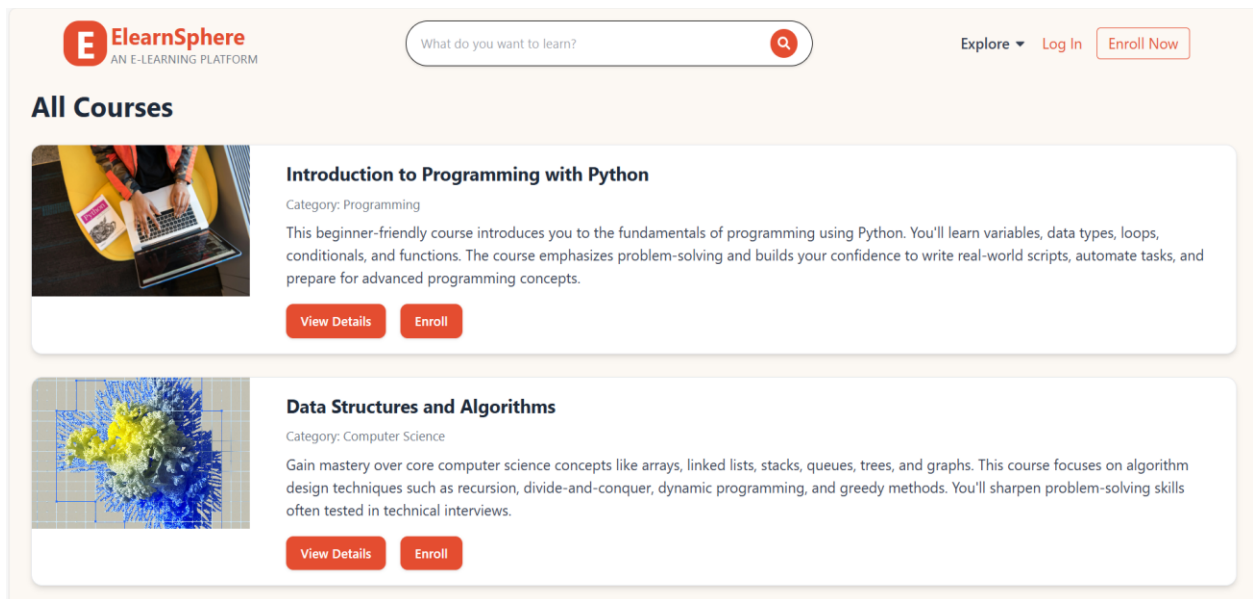 E ElearnSphere
AN E-LEARNING PLATFORM
What do you want to learn?
Explore Log In Enroll Now
All Courses
Python
Introduction to Programming with Python
Category: Programming
This beginner-friendly course introduces you to the fundamentals of programming using Python. You'll learn variables, data types, loops,
conditionals, and functions. The course emphasizes problem-solving and builds your confidence to write real-world scripts, automate tasks, and
prepare for advanced programming concepts.
View Details Enroll
Data Structures and Algorithms
Category: Computer Science
Gain mastery over core computer science concepts like arrays, linked lists, stacks, queues, trees, and graphs. This course focuses on algorithm
design techniques such as recursion, divide-and-conquer, dynamic programming, and greedy methods. You'll sharpen problem-solving skills
often tested in technical interviews.
View Details Enroll